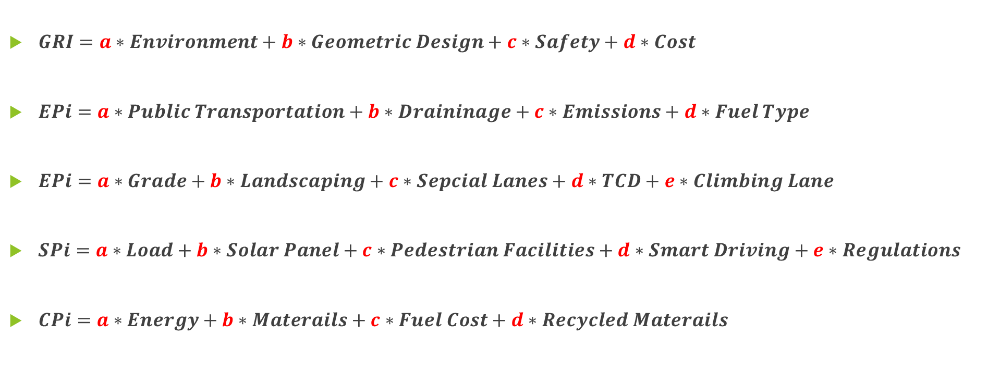 GRI = a * Environment + b * Geometric Design + c * Safety + d * Cost
EPi = a * Public Transportation + b * Draininage + c * Emissions + d * Fuel Type
EPi = a * Grade + b * Landscaping + c * Sepcial Lanes + d * TCD + e * Climbing Lane
SPi = a * Load + b * Solar Panel + c * Pedestrian Facilities + d * Smart Driving + e * Regulations
CPi = a * Energy + b * Materails + c * Fuel Cost + d * Recycled Materails